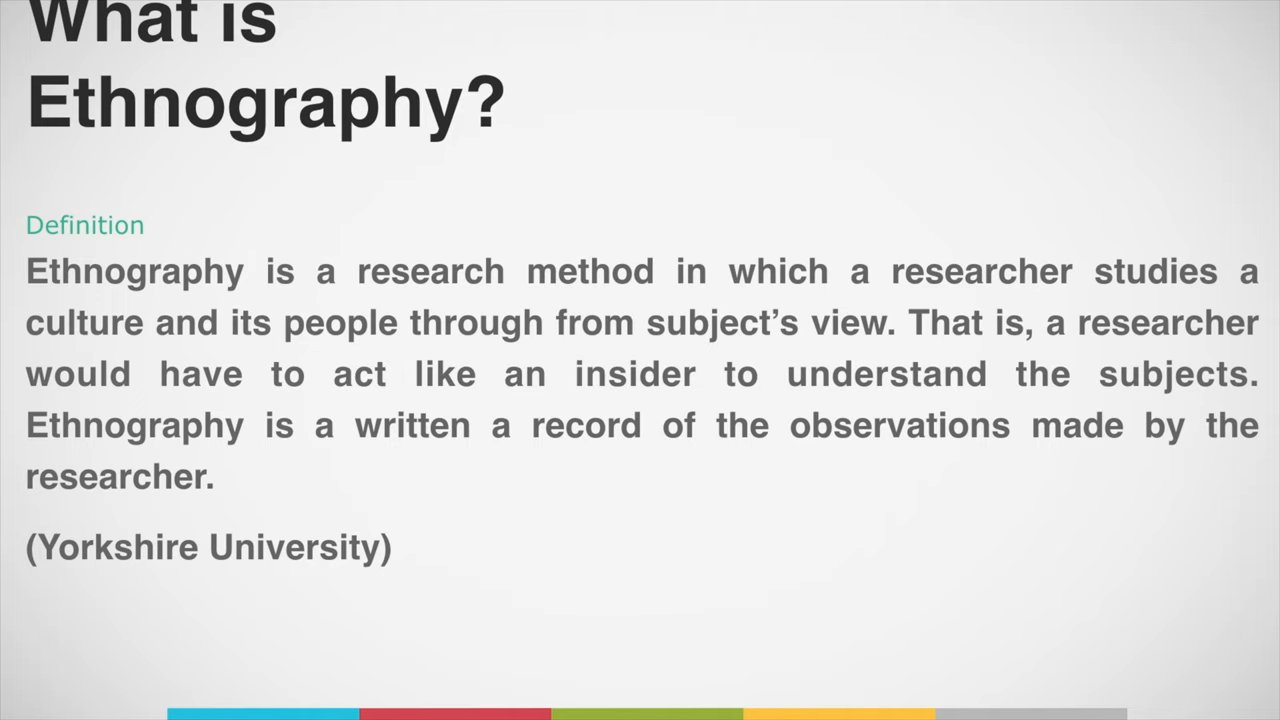 What is
Ethnography?
Definition
Ethnography is a research method in which a researcher studies a
culture and its people through from subject’s view. That is, a researcher
would have to act like an insider to understand the subjects.
Ethnography is a written a record of the observations made by the
researcher.
(Yorkshire University)